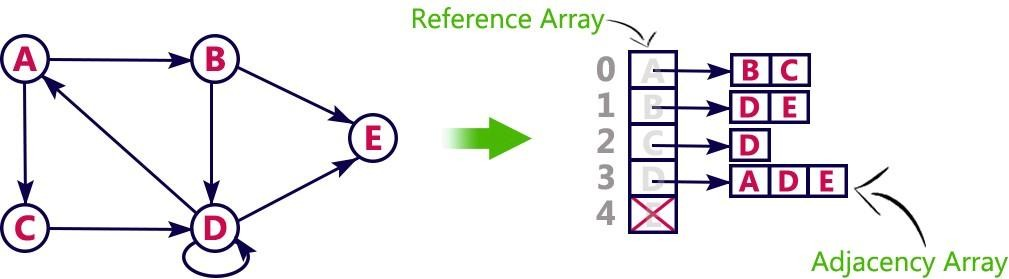 Reference Array
A B
E
C D
0 A B C
1 B D E
2 C D
3 D A D E
4 E
Adjacency Array